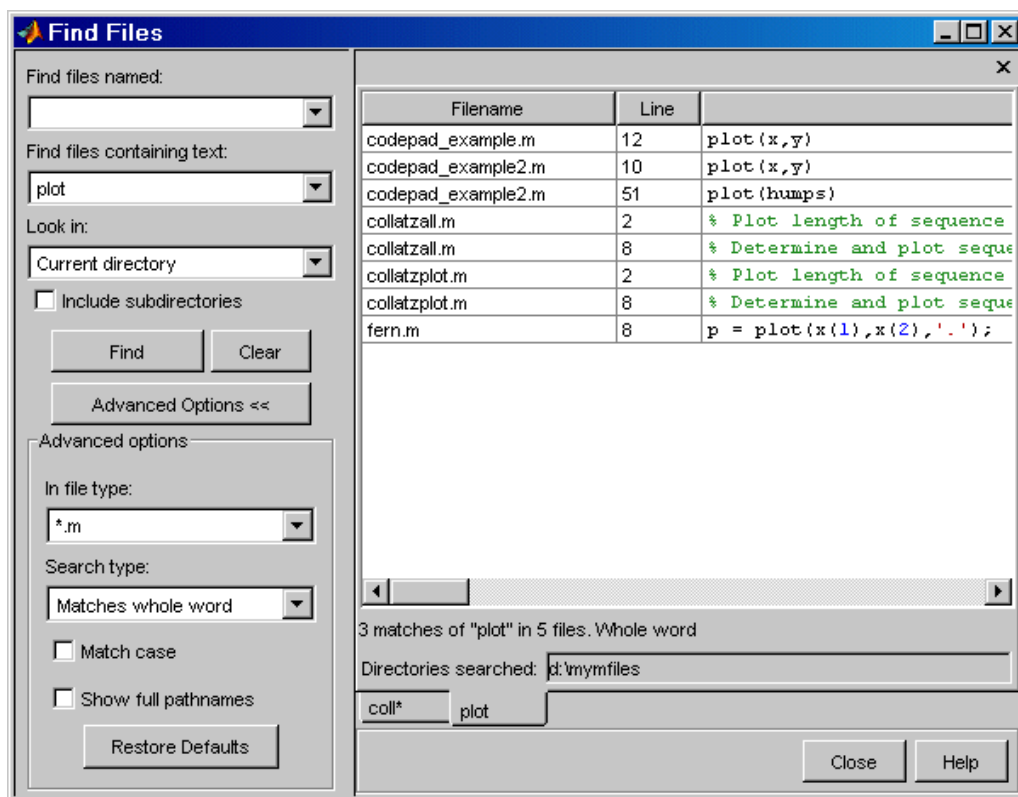 Find Files
Find files named:
Find files containing text:
plot
Look in:
Current directory
Include subdirectories
Find Clear
Advanced Options <<
Advanced options
In file type:
*.m
Search type:
Matches whole word
Match case
Show full pathnames
Restore Defaults
Filename Line
codepad_example.m 12 plot(x,y)
codepad_example2.m 10 plot(x,y)
codepad_example2.m 51 plot(humps)
collatzall.m 2 % Plot length of sequence
collatzall.m 8 % Determine and plot seque
collatzplot.m 2 % Plot length of sequence
collatzplot.m 8 % Determine and plot seque
fern.m 8 p = plot(x(1),x(2),'.');
3 matches of "plot" in 5 files. Whole word
Directories searched: d:\mymfiles
coll* plot
Close Help